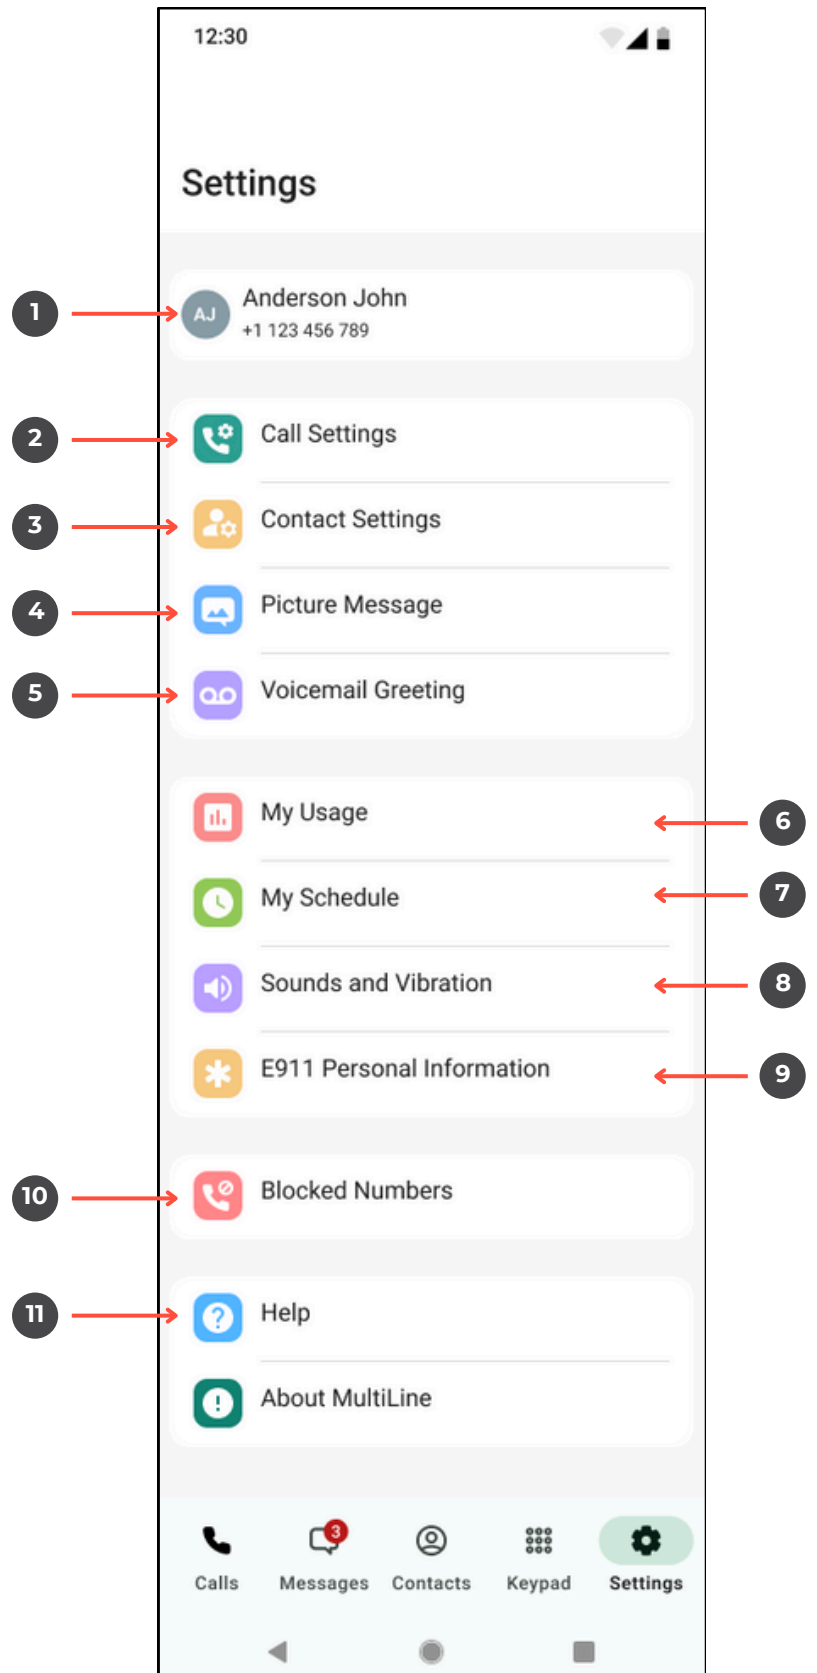 12:30
Settings
1
AJ
Anderson John
+1 123 456 789
2
Call Settings
3
Contact Settings
4
Picture Message
5
Voicemail Greeting
My Usage
6
My Schedule
7
Sounds and Vibration
8
E911 Personal Information
9
10
Blocked Numbers
11
Help
About MultiLine
3
Calls Messages Contacts Keypad Settings